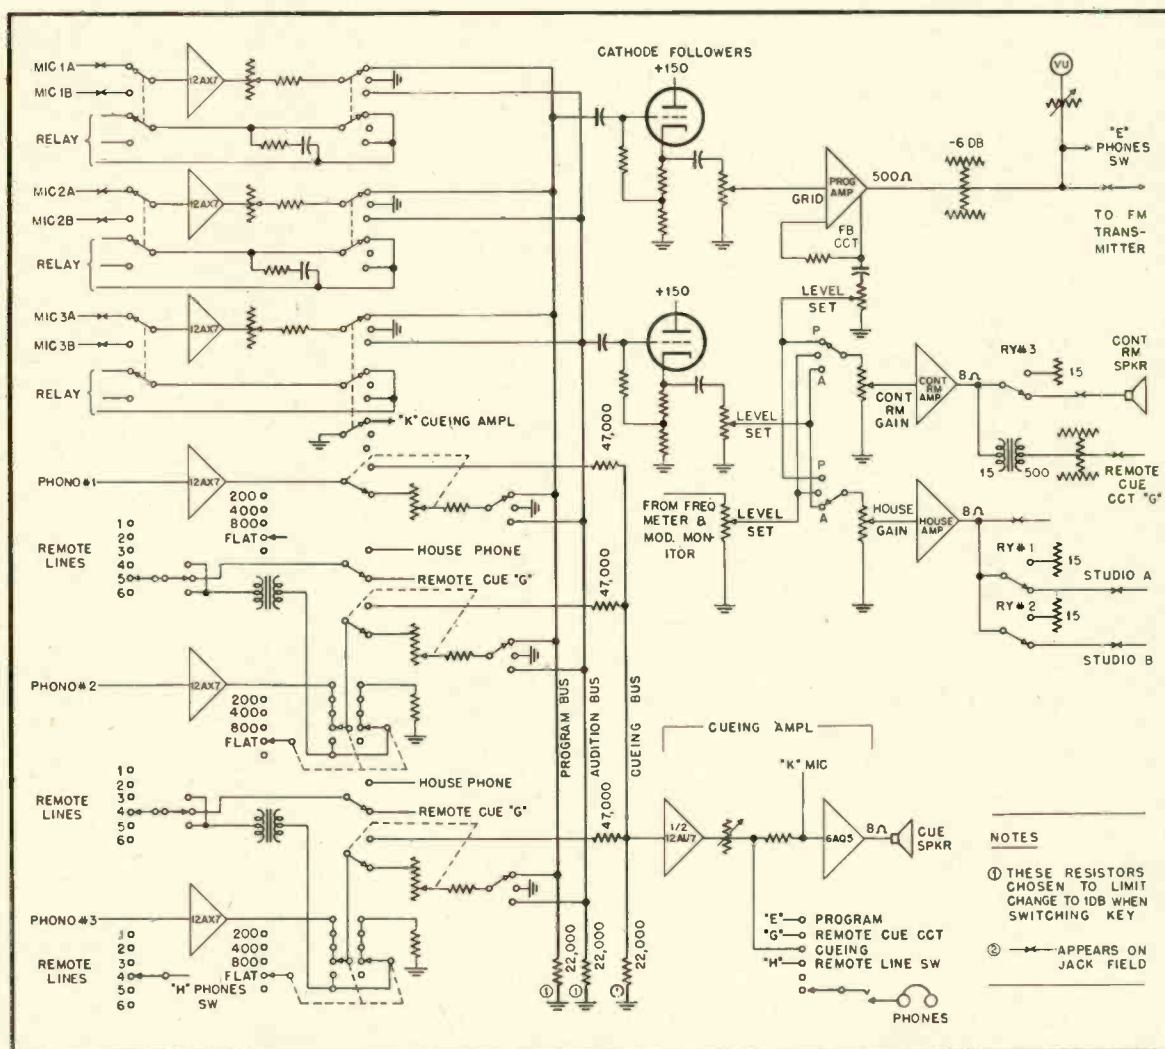 CATHODE FOLLOWERS
+150
VU
MIC 1A
MIC 1B
12AX7
RELAY
-6 DB
"E"
PHONES
SW
PROG
AMP
500Ω
GRID
FB
CCT
TO FM
TRANS-
MITTER
MIC2A
MIC2B
12AX7
RELAY
+150
LEVEL
SET
MIC3A
MIC3B
12AX7
RELAY
P
A
CONT
RM
AMP
8Ω
RY#3
15
CONT
RM
SPKR
CONT
RM
GAIN
"K" CUEING AMPL
47,000
LEVEL
SET
15
500
REMOTE
CUE
CCT "G"
PHONO #1
12AX7
200
400
800
FLAT
REMOTE
LINES
1
2
3
4
5
6
HOUSE PHONE
REMOTE CUE "G"
47,000
FROM FREQ
METER &
MOD. MON-
ITOR
LEVEL
SET
P
A
HOUSE
GAIN
HOUSE
AMP
8Ω
RY#1
15
STUDIO A
RY#2
15
STUDIO B
PHONO #2
12AX7
200
400
800
FLAT
PROGRAM BUS
AUDITION BUS
CUEING BUS
REMOTE
LINES
1
2
3
4
5
6
HOUSE PHONE
REMOTE CUE "G"
47,000
CUEING AMPL
"K" MIC
1/2
12AU7
6AQ5
8Ω
CUE
SPKR
PHONO #3
12AX7
200
400
800
FLAT
REMOTE
LINES
1
2
3
4
5
6
"H" PHONES
SW
22,000
22,000
22,000
①
①
"E" PROGRAM
"G" REMOTE CUE CCT
CUEING
"H" REMOTE LINE SW
PHONES
NOTES
① THESE RESISTORS
CHOSEN TO LIMIT
CHANGE TO 1DB WHEN
SWITCHING KEY
② APPEARS ON
JACK FIELD